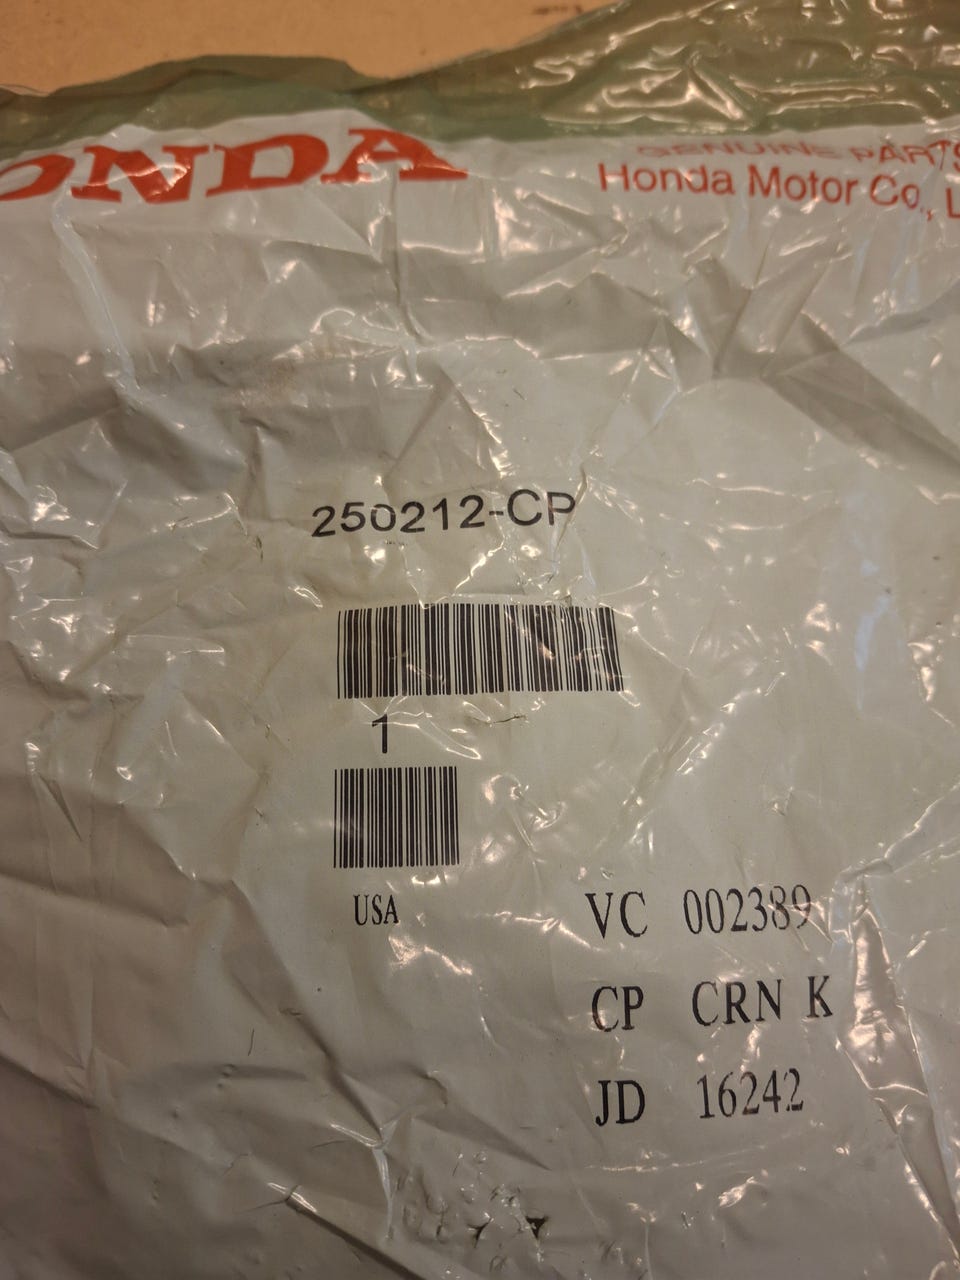 ONDA
GENUINE PARTS
Honda Motor Co., L
250212-CP
1
USA
VC 002389
CP CRN K
JD 16242